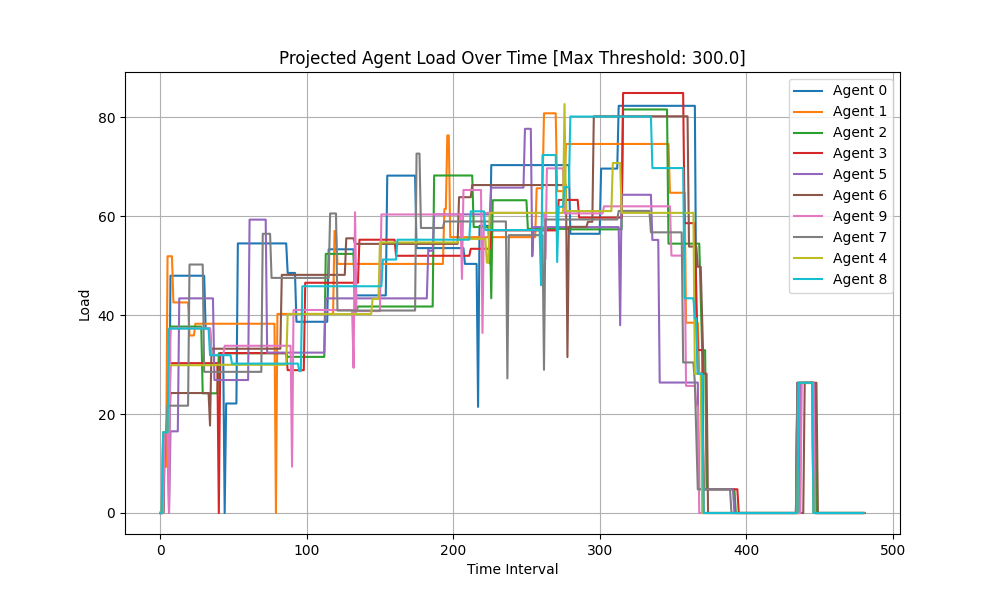 Projected Agent Load Over Time [Max Threshold: 300.0]
Load
80
60
40
20
0
0
100
200
300
400
500
Time Interval
Agent 0
Agent 1
Agent 2
Agent 3
Agent 5
Agent 6
Agent 9
Agent 7
Agent 4
Agent 8